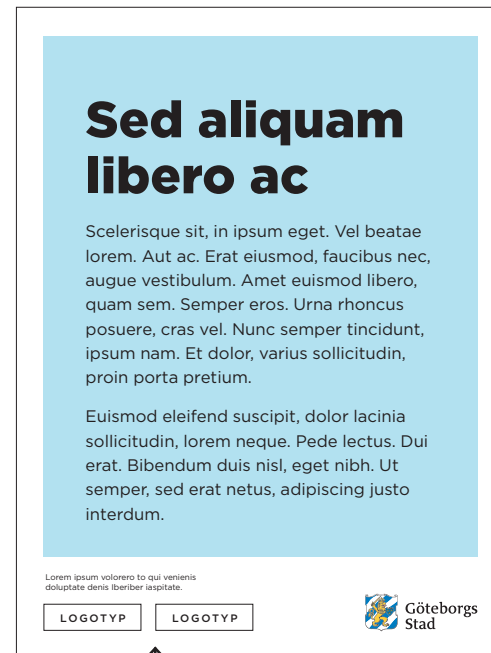 Sed aliquam
libero ac
Scelerisque sit, in ipsum eget. Vel beatae
lorem. Aut ac. Erat eiusmod, faucibus nec,
augue vestibulum. Amet euismod libero,
quam sem. Semper eros. Urna rhoncus
posuere, cras vel. Nunc semper tincidunt,
ipsum nam. Et dolor, varius sollicitudin,
proin porta pretium.
Euismod eleifend suscipit, dolor lacinia
sollicitudin, lorem neque. Pede lectus. Dui
erat. Bibendum duis nisl, eget nibh. Ut
semper, sed erat netus, adipiscing justo
interdum.
Lorem ipsum volorero to qui venienis
doluptate denis Iberiber iaspitate.
LOGOTYP LOGOTYP
Göteborgs
Stad